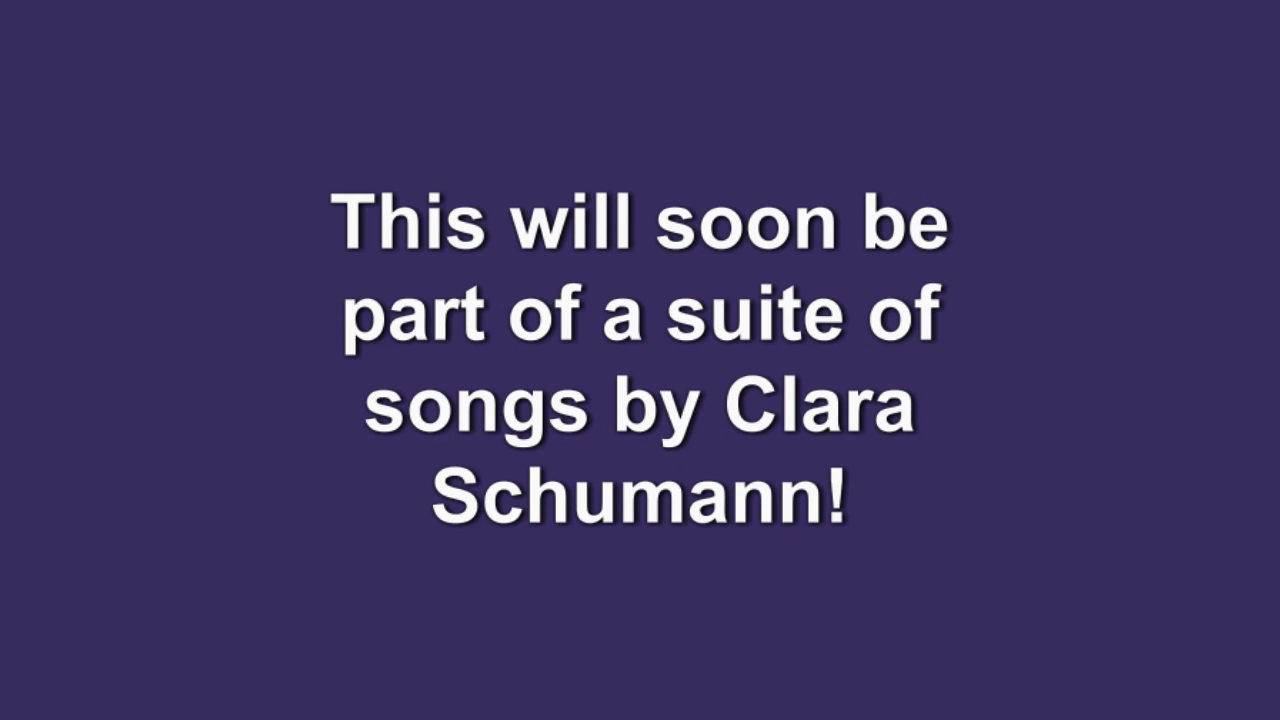 This will soon be
part of a suite of
songs by Clara
Schumann!